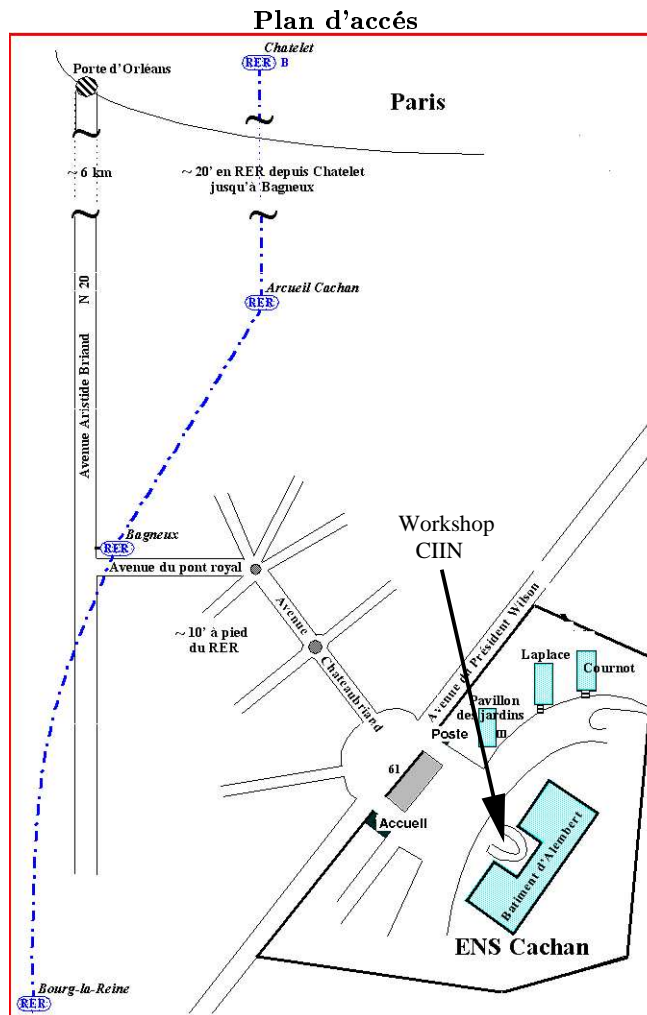 Plan d'accés
Chatelet
RER B
Porte d'Orléans
Paris
~ 6 km
~ 20' en RER depuis Chatelet
jusqu'à Bagneux
Avenue Aristide Briaud N 20
Arcueil Cachan
RER
Bagneux
RER
Avenue du pont royal
~ 10' à pied
du RER
Avenue
Chateaubriand
Workshop
CIIN
Avenue du Président Wilson
Laplace
Cournot
Pavillon
des jardins
Poste
61
Accueil
Batiment d'Alembert
ENS Cachan
Bourg-la-Reine
RER